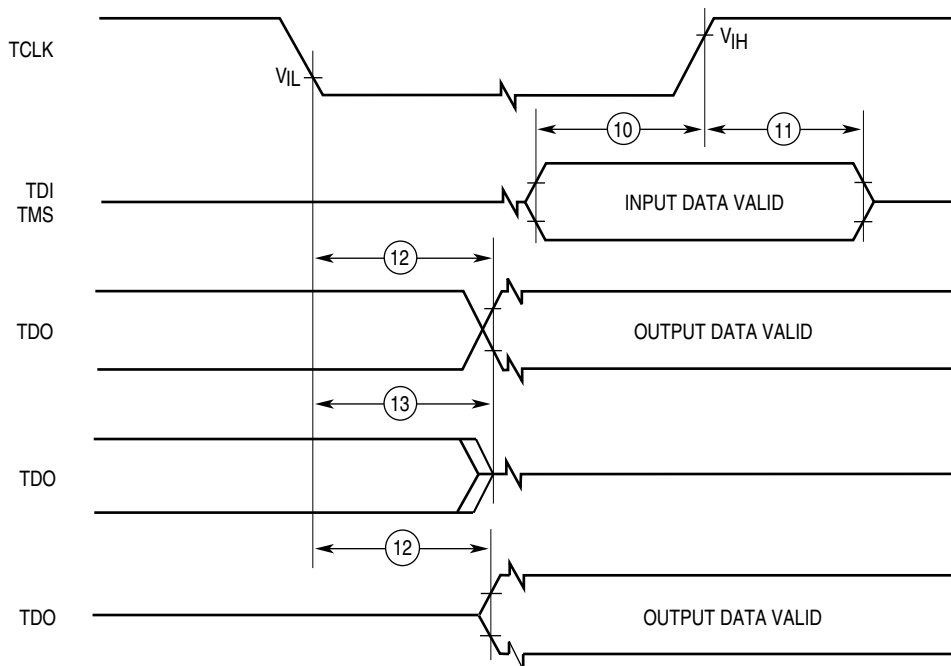 TCLK
VIL
VIH
10
11
TDI
TMS
INPUT DATA VALID
12
TDO
OUTPUT DATA VALID
13
TDO
12
TDO
OUTPUT DATA VALID